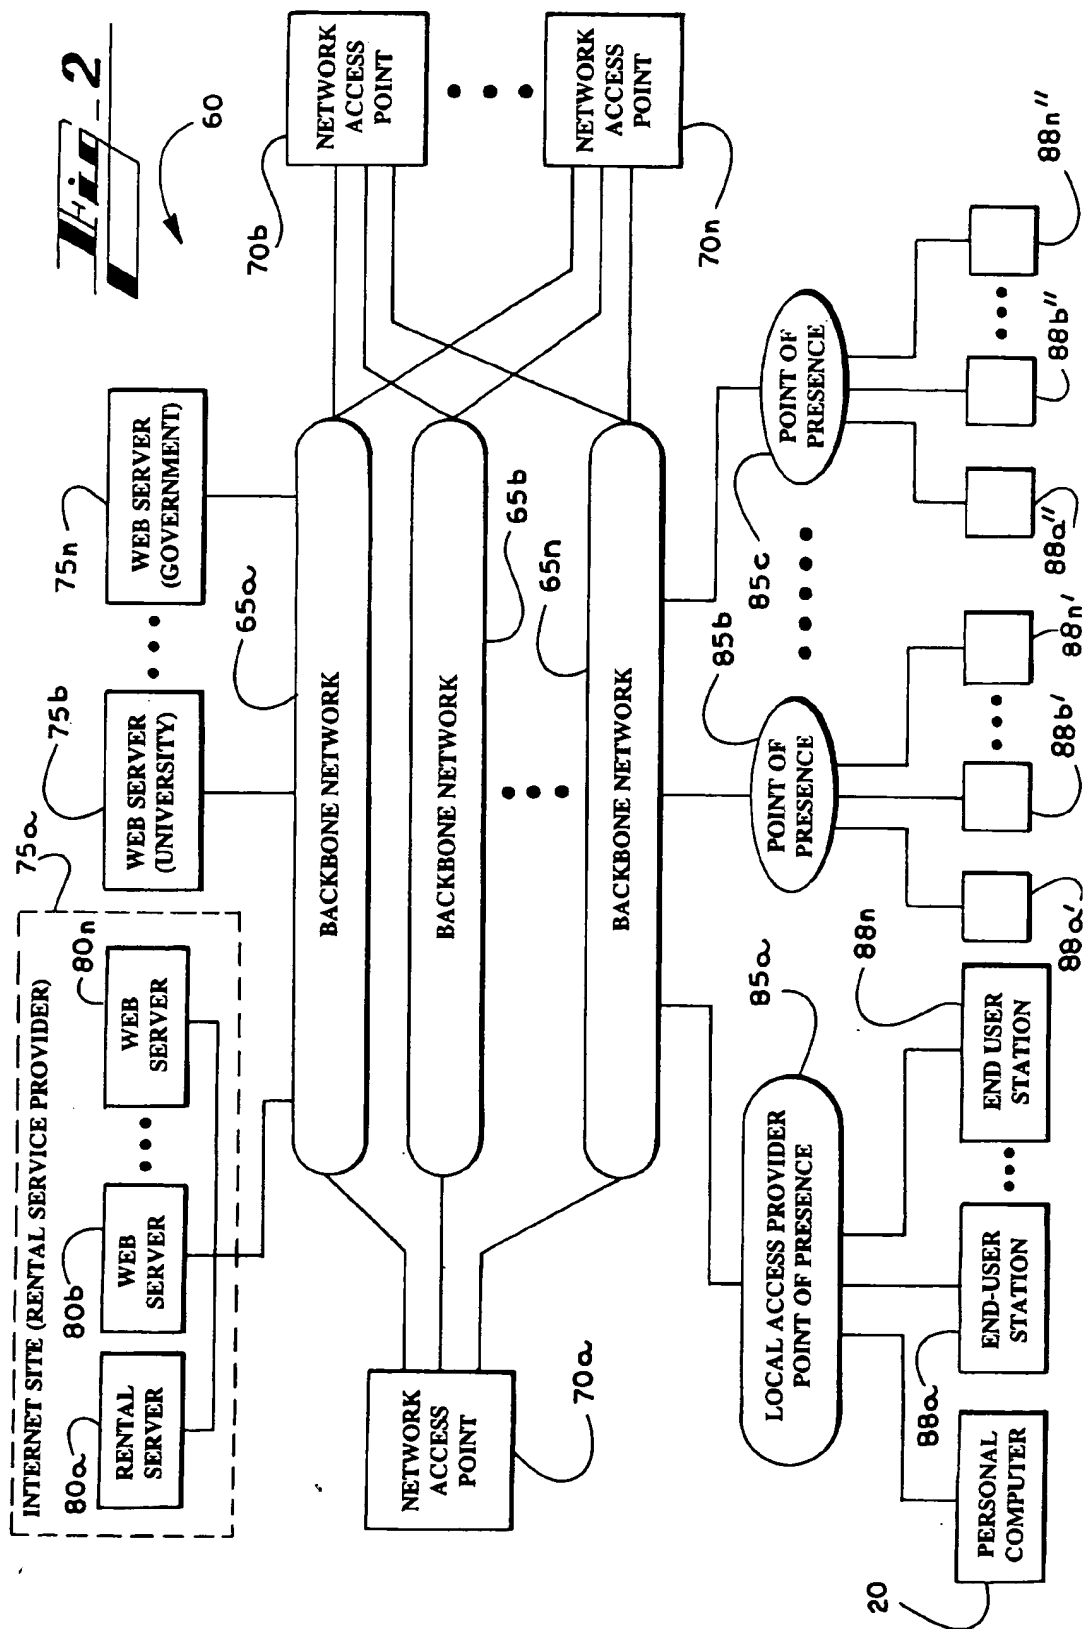 Fig_2
60
INTERNET SITE (RENTAL SERVICE PROVIDER)
75a
80a
RENTAL
SERVER
80b
WEB
SERVER
80n
WEB
SERVER
75b
WEB SERVER
(UNIVERSITY)
75n
WEB SERVER
(GOVERNMENT)
65a
BACKBONE NETWORK
BACKBONE NETWORK
65b
65n
BACKBONE NETWORK
NETWORK
ACCESS
POINT
70a
70b
NETWORK
ACCESS
POINT
NETWORK
ACCESS
POINT
70n
LOCAL ACCESS PROVIDER
POINT OF PRESENCE
85a
85b
POINT OF
PRESENCE
85c
POINT OF
PRESENCE
20
PERSONAL
COMPUTER
88a
END-USER
STATION
88n
END USER
STATION
88a'
88b'
88n'
88a"
88b"
88n"